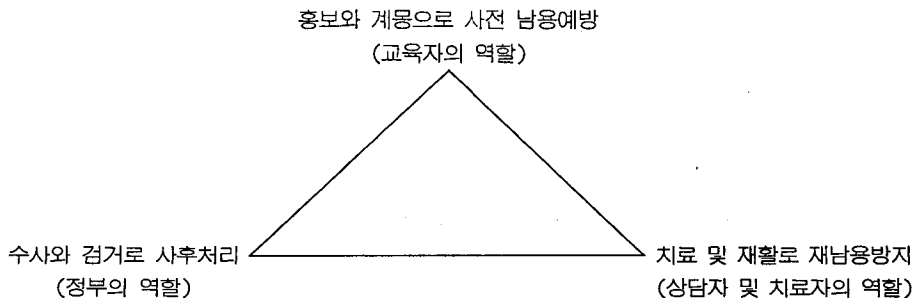 홍보와 계몽으로 사전 남용예방
(교육자의 역할)
수사와 검거로 사후처리
(정부의 역할)
치료 및 재활로 재남용방지
(상담자 및 치료자의 역할)